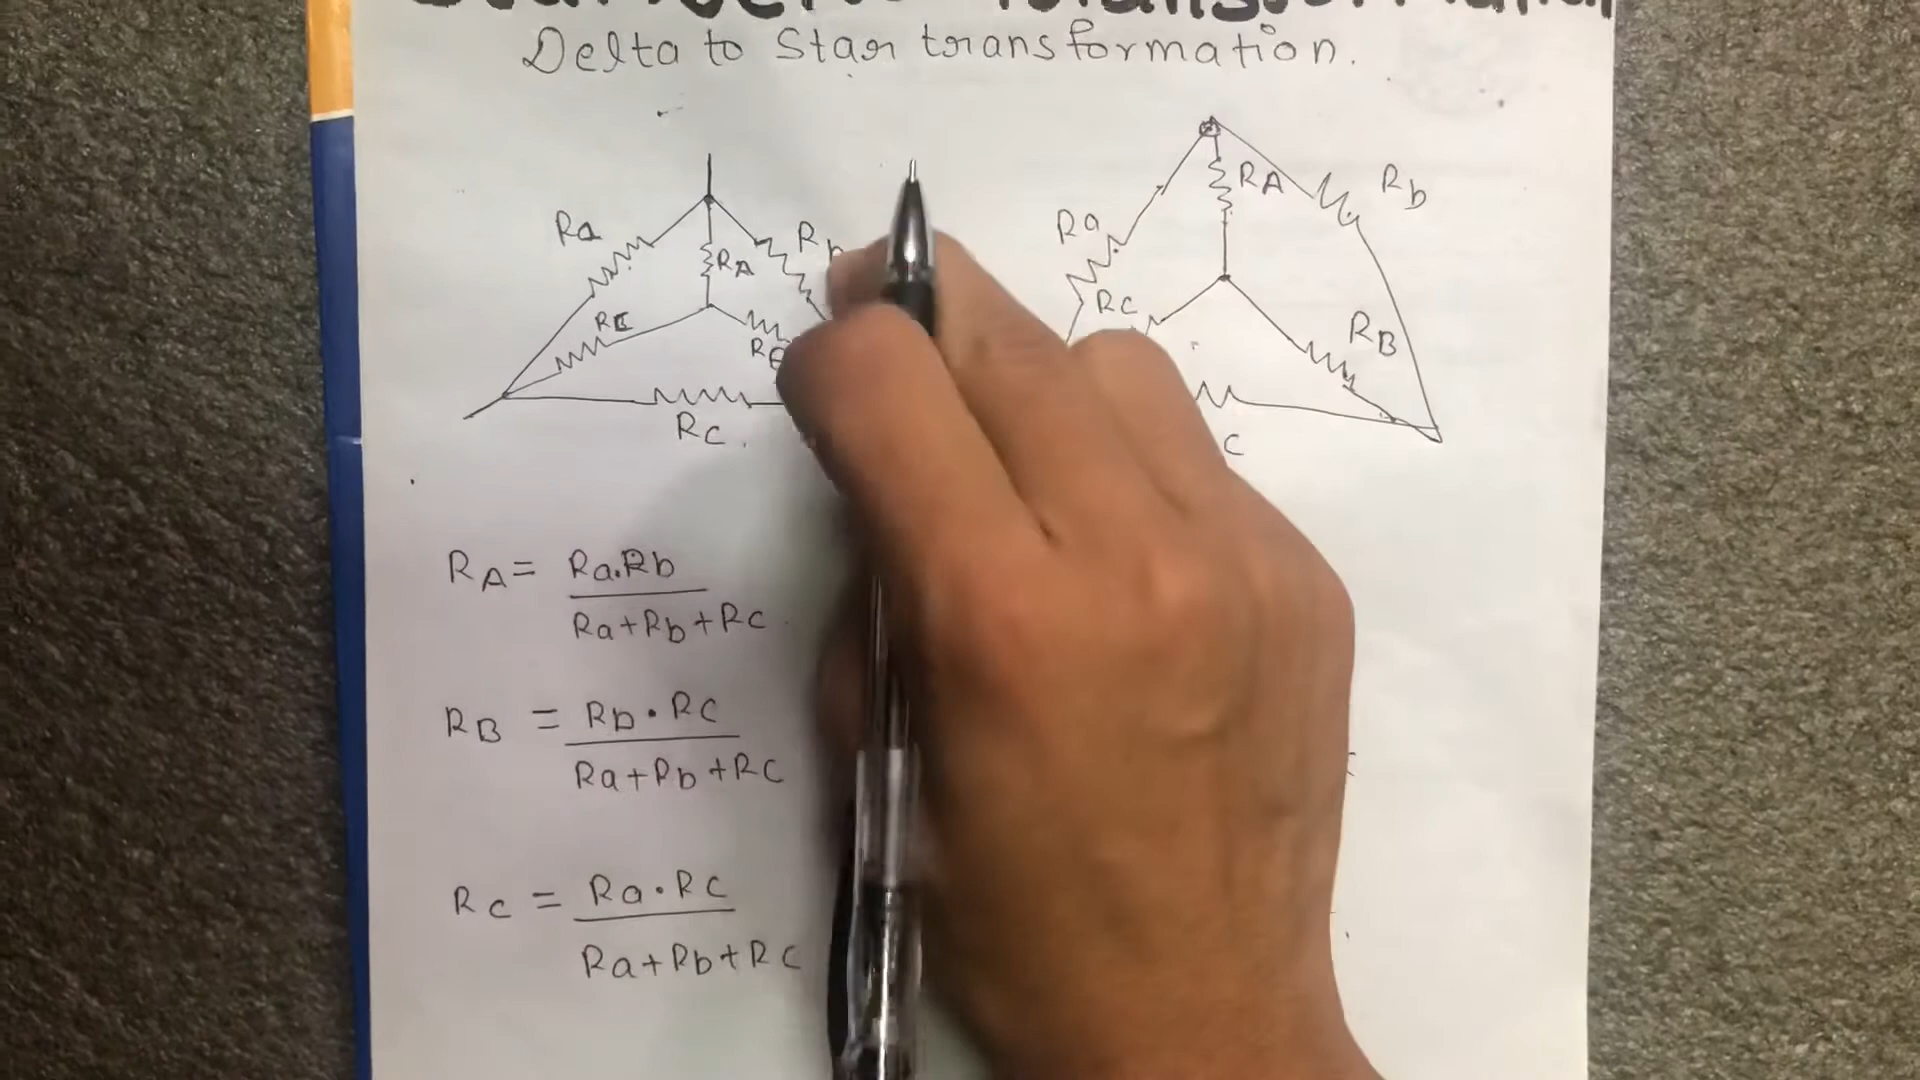 Delta to Star transformation.
Ra
RA
Rb
RC
RC.
Ra
RA
Rb
RC
RB
C
RA = Ra.Rb
Ra+Rb+RC
RB = Rb.RC
Ra+Rb+RC
RC = Ra.RC
Ra+Rb+RC